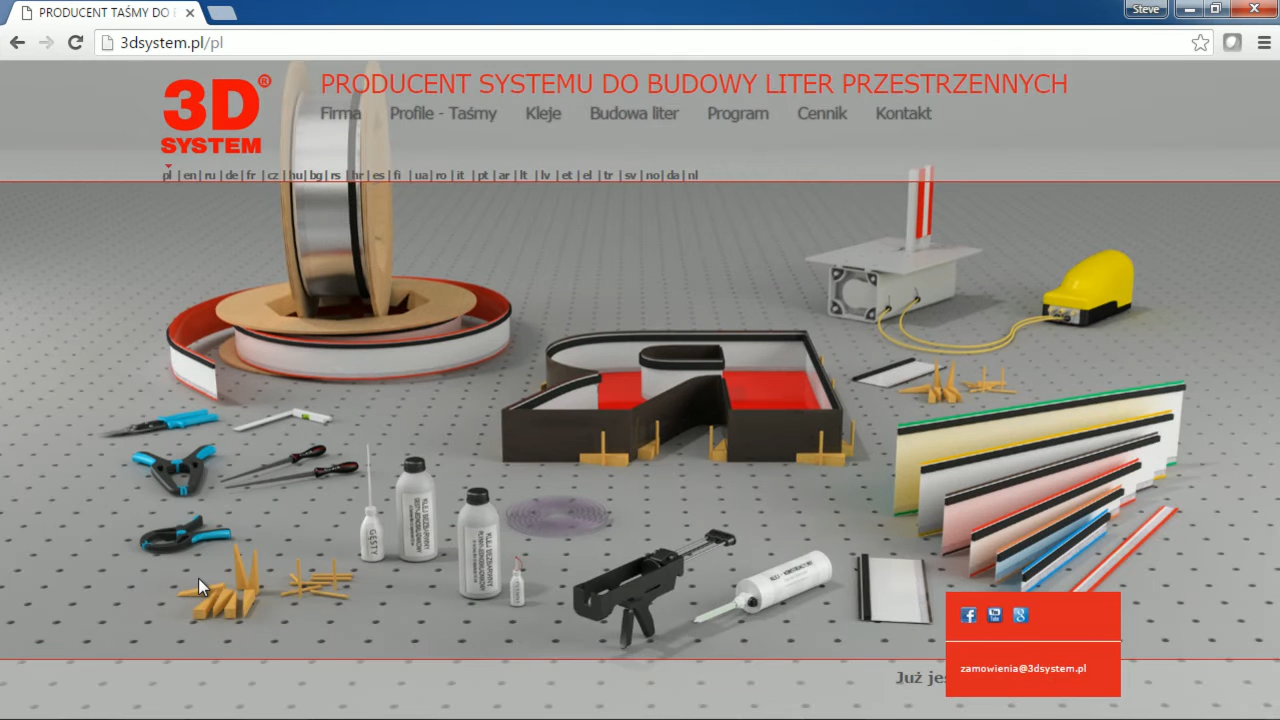 PRODUCENT TAŚMY DO
Steve
3dsystem.pl/pl
3D®
SYSTEM
PRODUCENT SYSTEMU DO BUDOWY LITER PRZESTRZENNYCH
Firma Profile - Taśmy Kleje Budowa liter Program Cennik Kontakt
pl | en | ru | de | fr | cz | hu | bg | rs | hr | es | fi | ua | ro | it | pt | ar | lt | lv | et | el | tr | sv | no | da | nl
GĘSTY
zamowienia@3dsystem.pl
Już